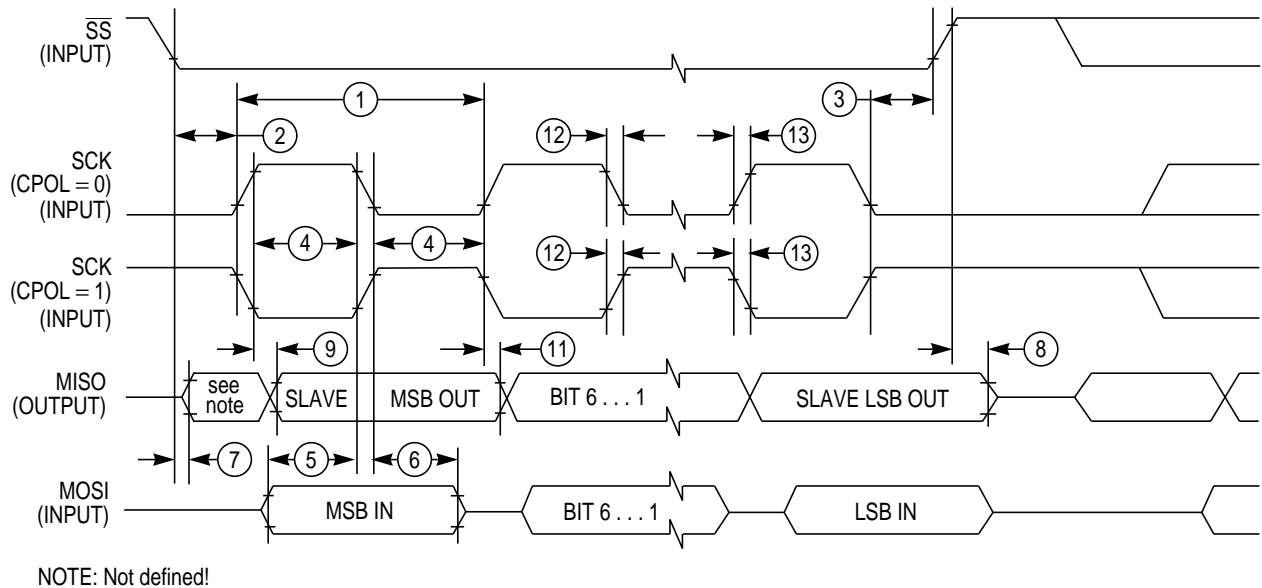 SS
(INPUT)
1
3
2
12
13
SCK
(CPOL = 0)
(INPUT)
4
4
SCK
(CPOL = 1)
(INPUT)
12
13
9
11
8
MISO
(OUTPUT)
see
note
SLAVE
MSB OUT
BIT 6 . . . 1
SLAVE LSB OUT
7
5
6
MOSI
(INPUT)
MSB IN
BIT 6 . . . 1
LSB IN
NOTE: Not defined!